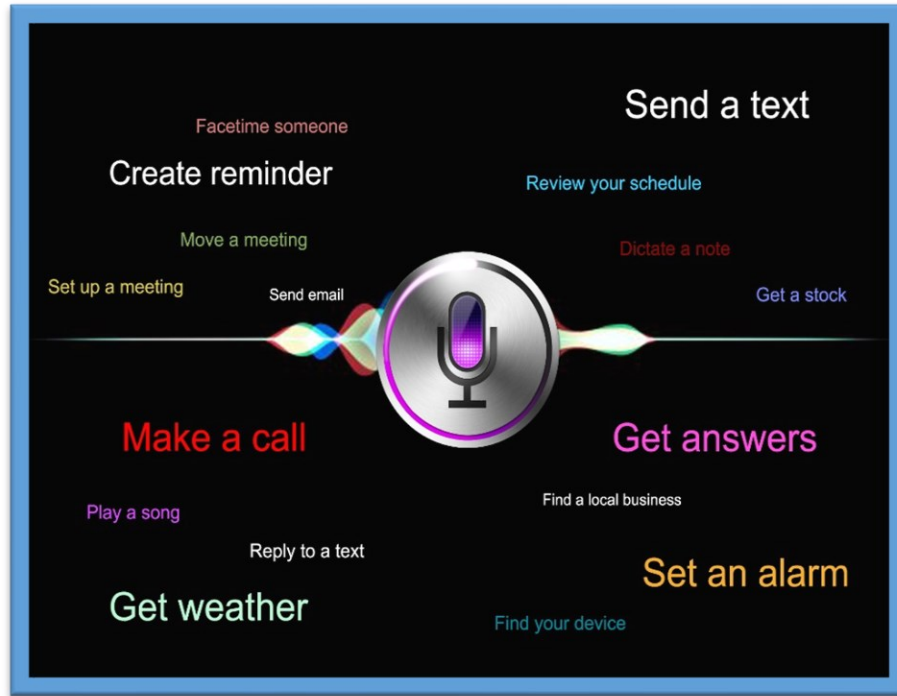 Send a text
Facetime someone
Create reminder
Review your schedule
Move a meeting
Dictate a note
Set up a meeting
Send email
Get a stock
Make a call
Get answers
Find a local business
Play a song
Reply to a text
Set an alarm
Get weather
Find your device